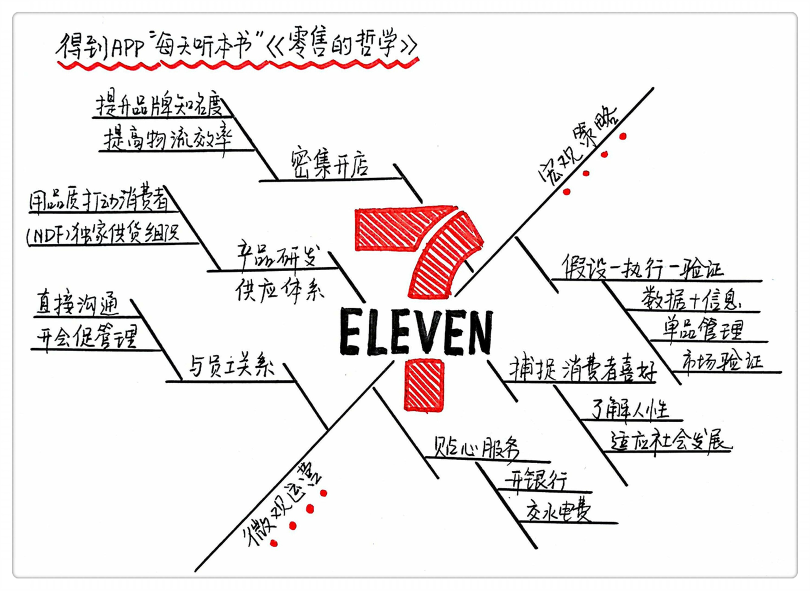 得到APP“每天听本书”《零售的哲学》
提升品牌知名度
提高物流效率
密集开店
宏观策略
用品质打动消费者
(NDF)独家供货组织
产品研发
供应体系
直接沟通
开会促管理
与员工关系
7
ELEVEN
假设-执行-验证
数据+信息
单品管理
市场验证
捕捉消费者喜好
了解人性
适应社会发展
贴心服务
开银行
交水电费
微观运营